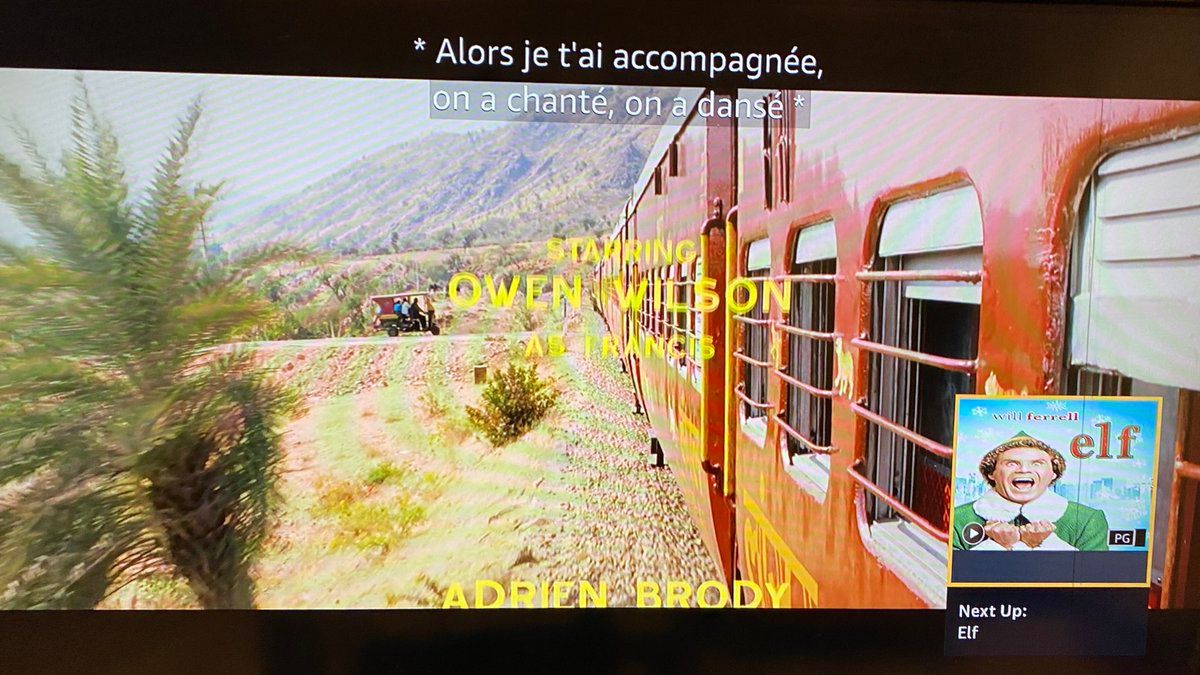 * Alors je t'ai accompagnée,
on a chanté, on a dansé *
STARRING
OWEN WILSON
AS FRANCIS
ADRIEN BRODY
will ferrell
elf
PG
Next Up:
Elf